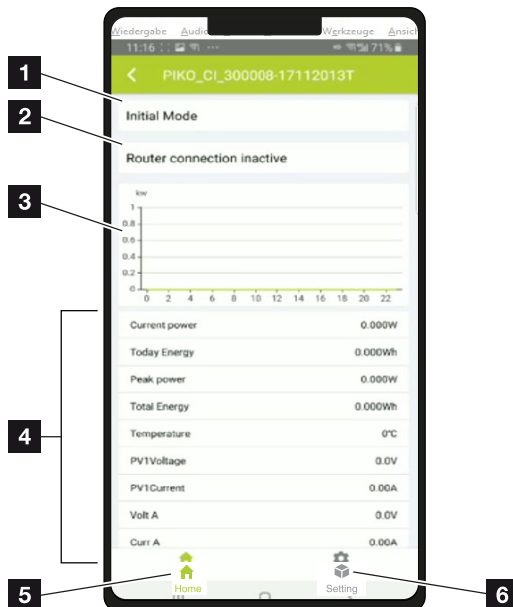 Wiedergabe Audio Werkzeuge Ansich
11:16 71%
PIKO_CI_300008-17112013T
1
Initial Mode
2
Router connection inactive
3
kw
1
0.8
0.6
0.4
0.2
0
0 2 4 6 8 10 12 14 16 18 20 22
4
Current power 0.000W
Today Energy 0.000Wh
Peak power 0.000W
Total Energy 0.000Wh
Temperature 0°C
PV1Voltage 0.0V
PV1Current 0.00A
Volt A 0.0V
Curr A 0.00A
5
Home
Setting
6